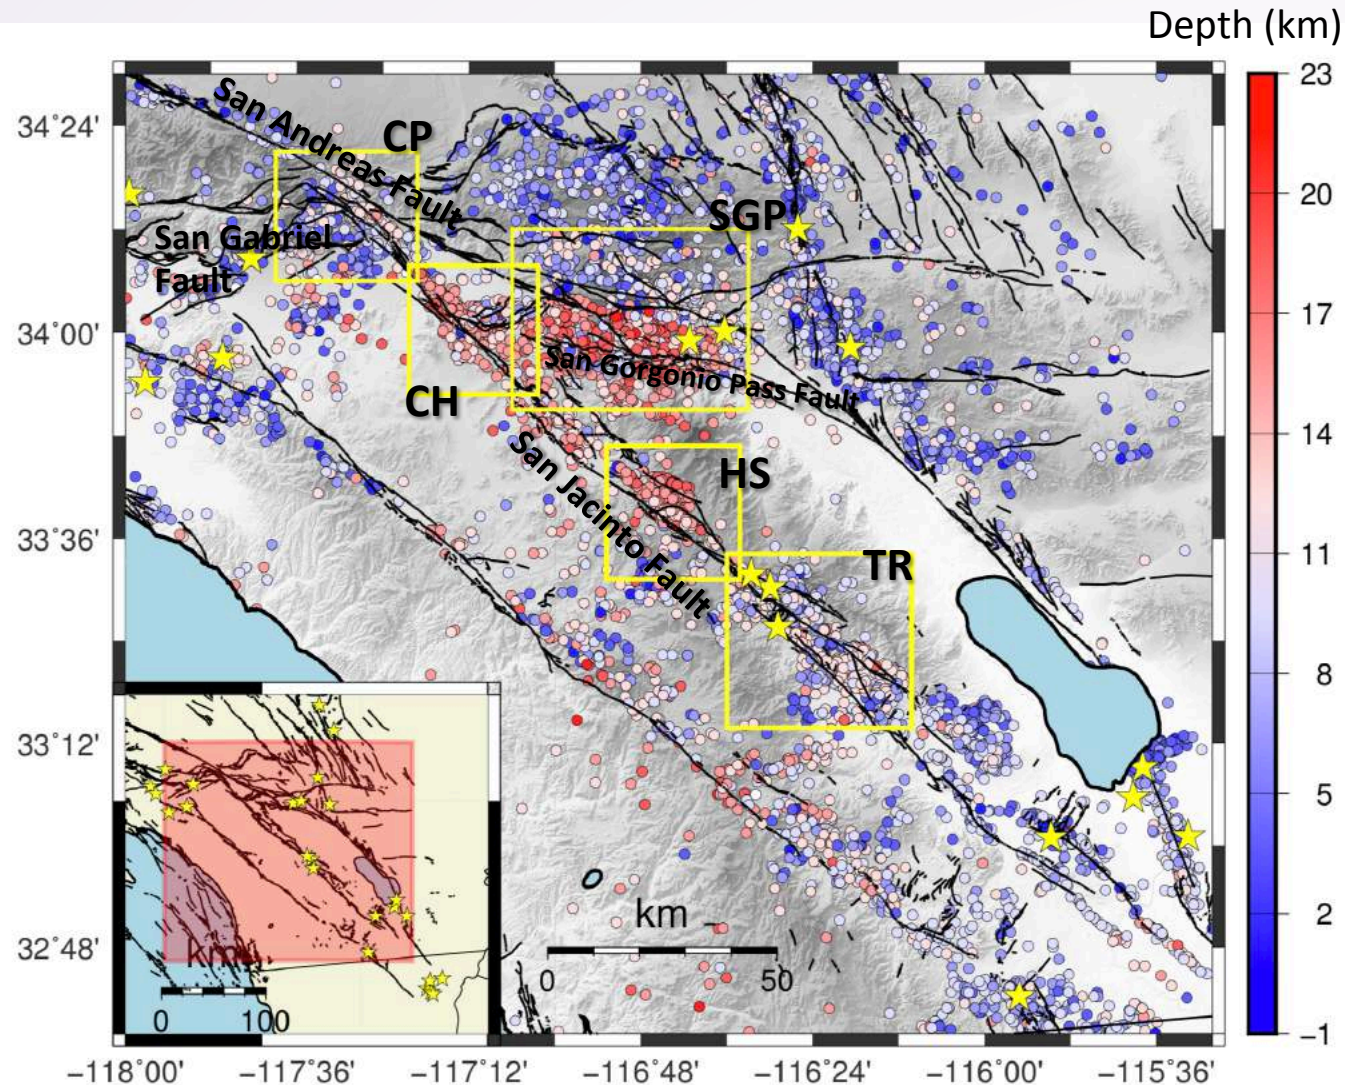 Depth (km)
San Andreas Fault
CP
SGP
San Gabriel
Fault
San Gorgonio Pass Fault
CH
San Jacinto Fault
HS
TR
34°24'
34°00'
33°36'
33°12'
32°48'
23
20
17
14
11
8
5
2
−1
km
0
50
km
0
100
−118°00'
−117°36'
−117°12'
−116°48'
−116°24'
−116°00'
−115°36'